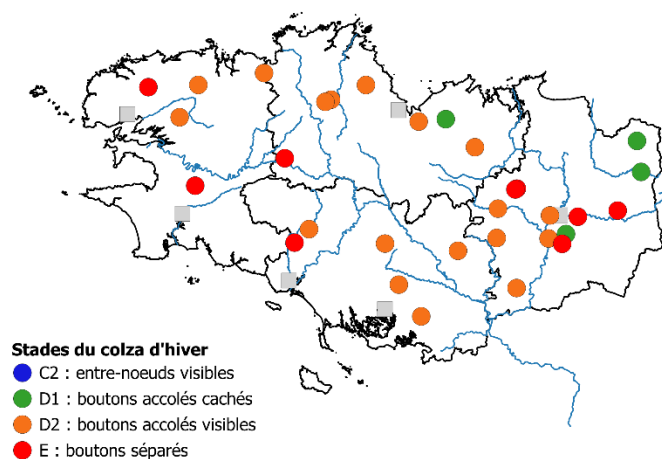 Stades du colza d'hiver
C2 : entre-noeuds visibles
D1 : boutons accolés cachés
D2 : boutons accolés visibles
E : boutons séparés